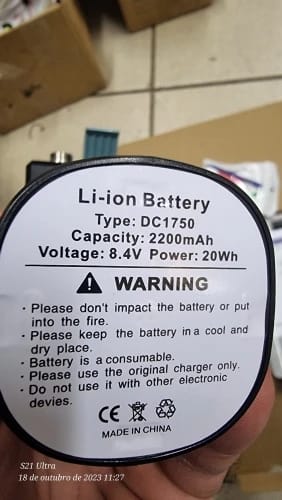 Li-ion Battery
Type: DC1750
Capacity: 2200mAh
Voltage: 8.4V Power: 20Wh
WARNING
· Please don't impact the battery or put
into the fire.
· Please keep the battery in a cool and
dry place.
· Battery is a consumable.
· Please use the original charger only.
· Do not use it with other electronic
devies.
CE
MADE IN CHINA
S21 Ultra
18 de outubro de 2023 11:27